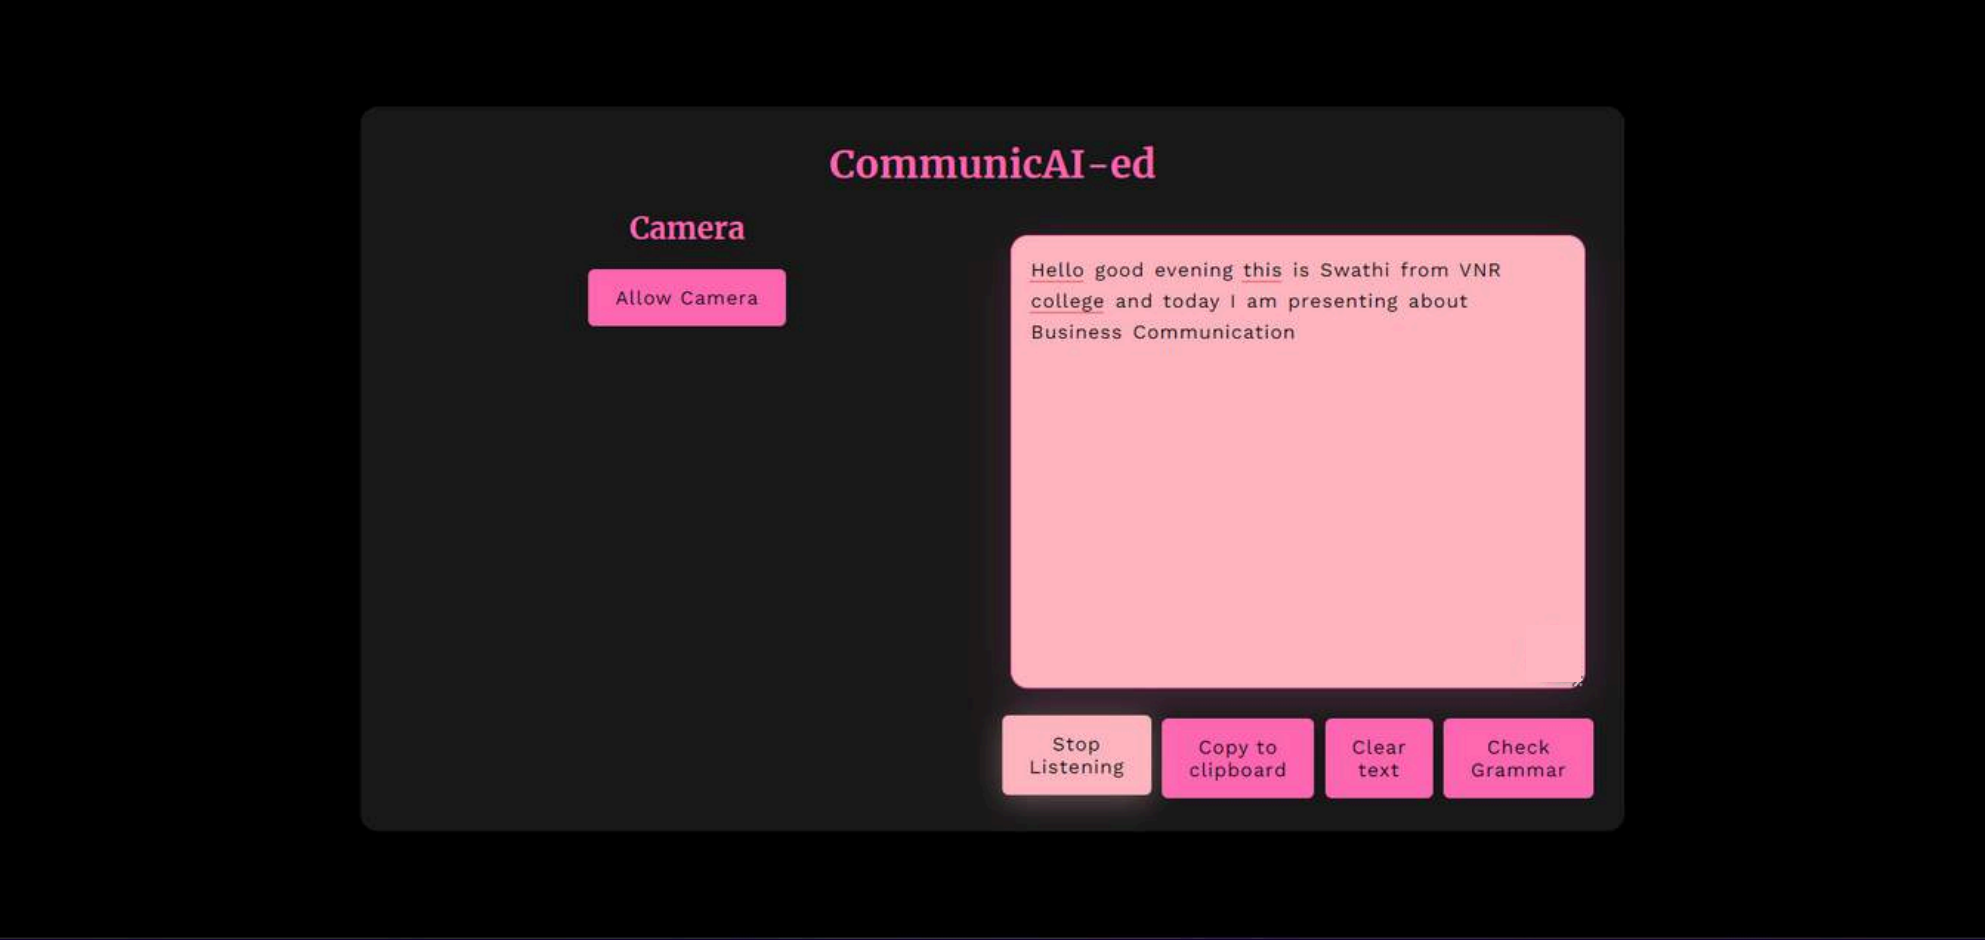 CommunicAI-ed
Camera
Allow Camera
Hello good evening this is Swathi from VNR
college and today I am presenting about
Business Communication
Stop
Listening
Copy to
clipboard
Clear
text
Check
Grammar